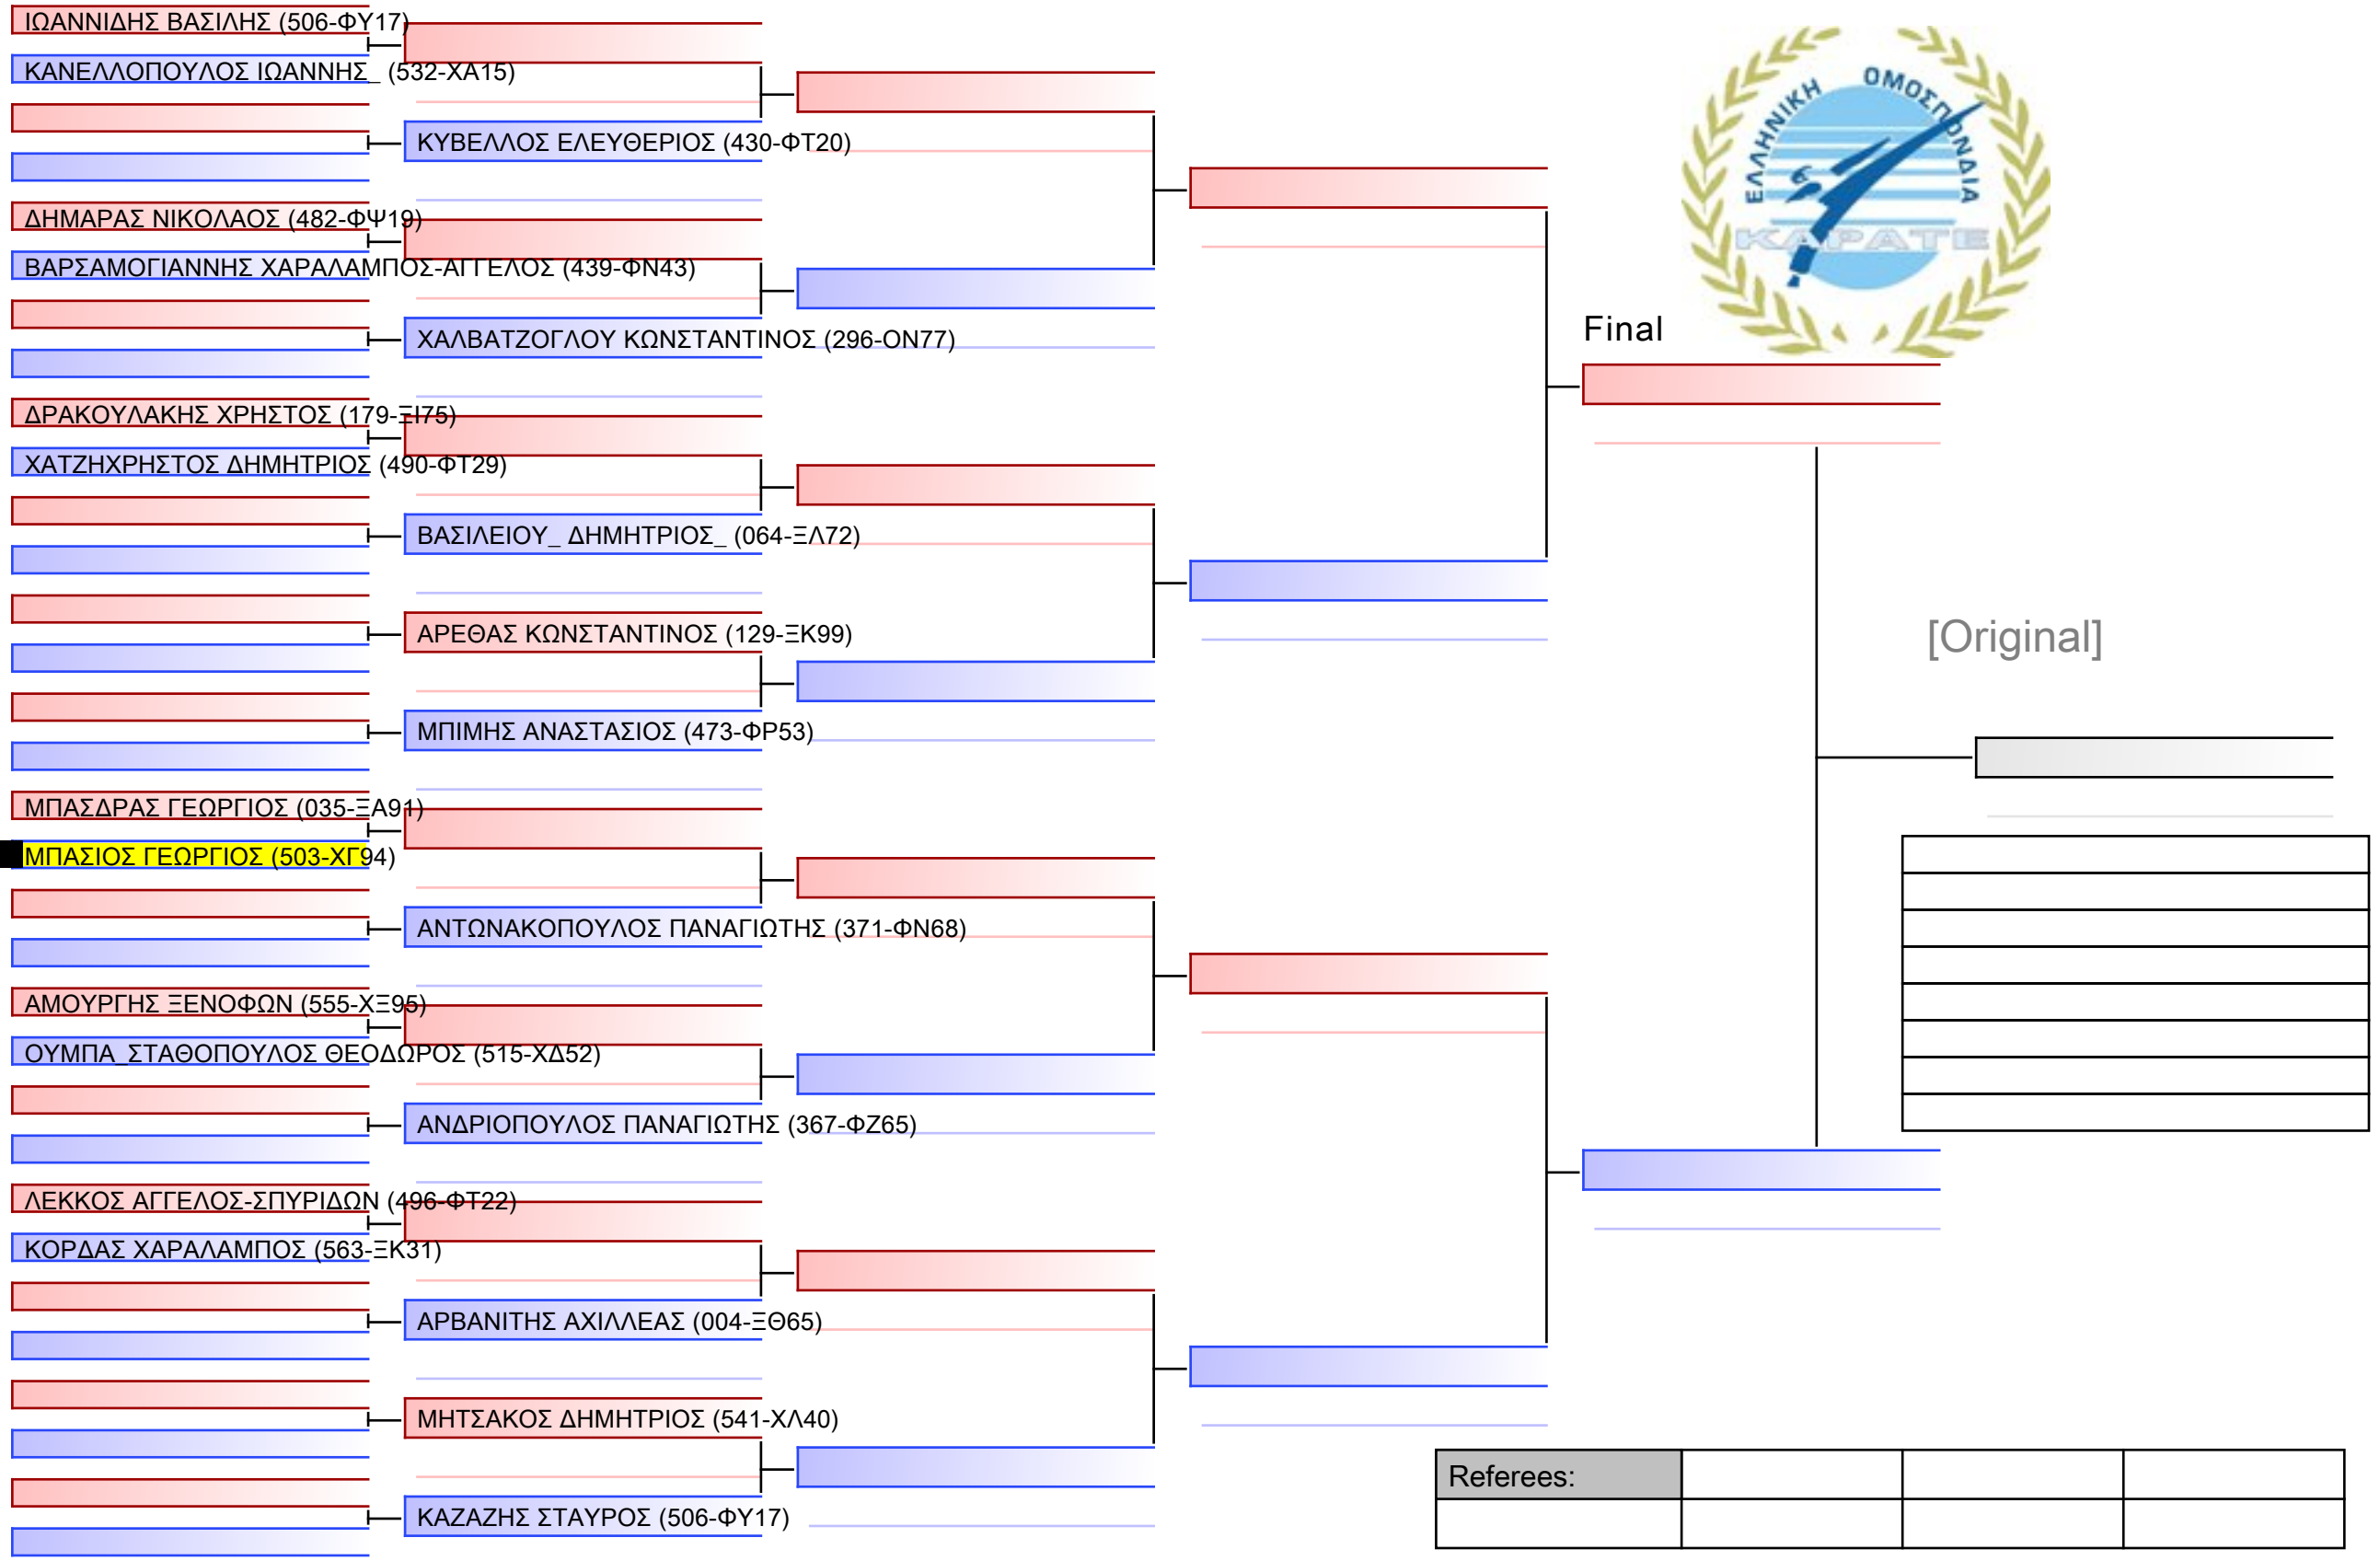 ΙΩΑΝΝΙΔΗΣ ΒΑΣΙΛΗΣ (506-ΦΥ17)
ΚΑΝΕΛΛΟΠΟΥΛΟΣ ΙΩΑΝΝΗΣ_ (532-ΧΑ15)
ΚΥΒΕΛΛΟΣ ΕΛΕΥΘΕΡΙΟΣ (430-ΦΤ20)
ΔΗΜΑΡΑΣ ΝΙΚΟΛΑΟΣ (482-ΦΨ19)
ΒΑΡΣΑΜΟΓΙΑΝΝΗΣ ΧΑΡΑΛΑΜΠΟΣ-ΑΓΓΕΛΟΣ (439-ΦΝ43)
ΧΑΛΒΑΤΖΟΓΛΟΥ ΚΩΝΣΤΑΝΤΙΝΟΣ (296-ΟΝ77)
ΔΡΑΚΟΥΛΑΚΗΣ ΧΡΗΣΤΟΣ (179-ΞΙ75)
ΧΑΤΖΗΧΡΗΣΤΟΣ ΔΗΜΗΤΡΙΟΣ (490-ΦΤ29)
ΒΑΣΙΛΕΙΟΥ_ ΔΗΜΗΤΡΙΟΣ_ (064-ΞΛ72)
ΑΡΕΘΑΣ ΚΩΝΣΤΑΝΤΙΝΟΣ (129-ΞΚ99)
ΜΠΙΜΗΣ ΑΝΑΣΤΑΣΙΟΣ (473-ΦΡ53)
ΜΠΑΣΔΡΑΣ ΓΕΩΡΓΙΟΣ (035-ΞΑ91)
ΜΠΑΣΙΟΣ ΓΕΩΡΓΙΟΣ (503-ΧΓ94)
ΑΝΤΩΝΑΚΟΠΟΥΛΟΣ ΠΑΝΑΓΙΩΤΗΣ (371-ΦΝ68)
ΑΜΟΥΡΓΗΣ ΞΕΝΟΦΩΝ (555-ΧΞ95)
ΟΥΜΠΑ_ΣΤΑΘΟΠΟΥΛΟΣ ΘΕΟΔΩΡΟΣ (515-ΧΔ52)
ΑΝΔΡΙΟΠΟΥΛΟΣ ΠΑΝΑΓΙΩΤΗΣ (367-ΦΖ65)
ΛΕΚΚΟΣ ΑΓΓΕΛΟΣ-ΣΠΥΡΙΔΩΝ (496-ΦΤ22)
ΚΟΡΔΑΣ ΧΑΡΑΛΑΜΠΟΣ (563-ΞΚ31)
ΑΡΒΑΝΙΤΗΣ ΑΧΙΛΛΕΑΣ (004-ΞΘ65)
ΜΗΤΣΑΚΟΣ ΔΗΜΗΤΡΙΟΣ (541-ΧΛ40)
ΚΑΖΑΖΗΣ ΣΤΑΥΡΟΣ (506-ΦΥ17)
ΕΛΛΗΝΙΚΗ ΟΜΟΣΠΟΝΔΙΑ
ΚΑΡΑΤΕ
Final
[Original]
Referees: